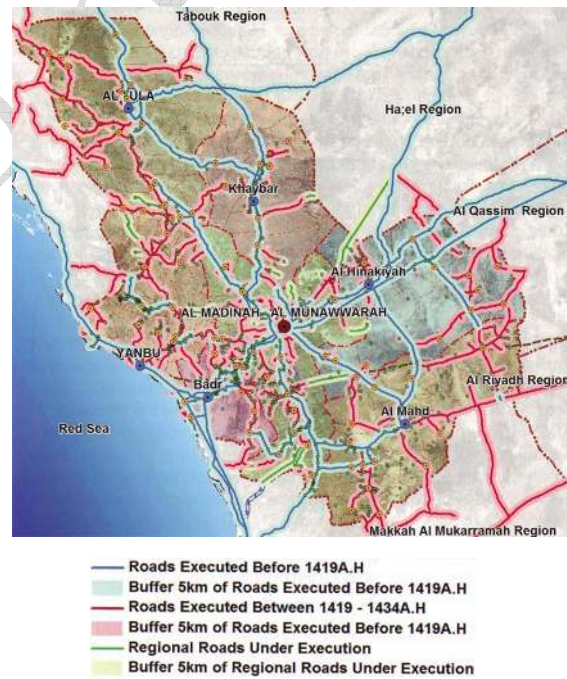 Tabouk Region
AL-ULA
Ha;el Region
Khaybar
Al Qassim Region
Al Hinakiyah
AL MADINAH AL MUNAWWARAH
YANBU
Badr
Al Riyadh Region
Al Mahd
Red Sea
Makkah Al Mukarramah Region
Roads Executed Before 1419A.H
Buffer 5km of Roads Executed Before 1419A.H
Roads Executed Between 1419 - 1434A.H
Buffer 5km of Roads Executed Before 1419A.H
Regional Roads Under Execution
Buffer 5km of Regional Roads Under Execution